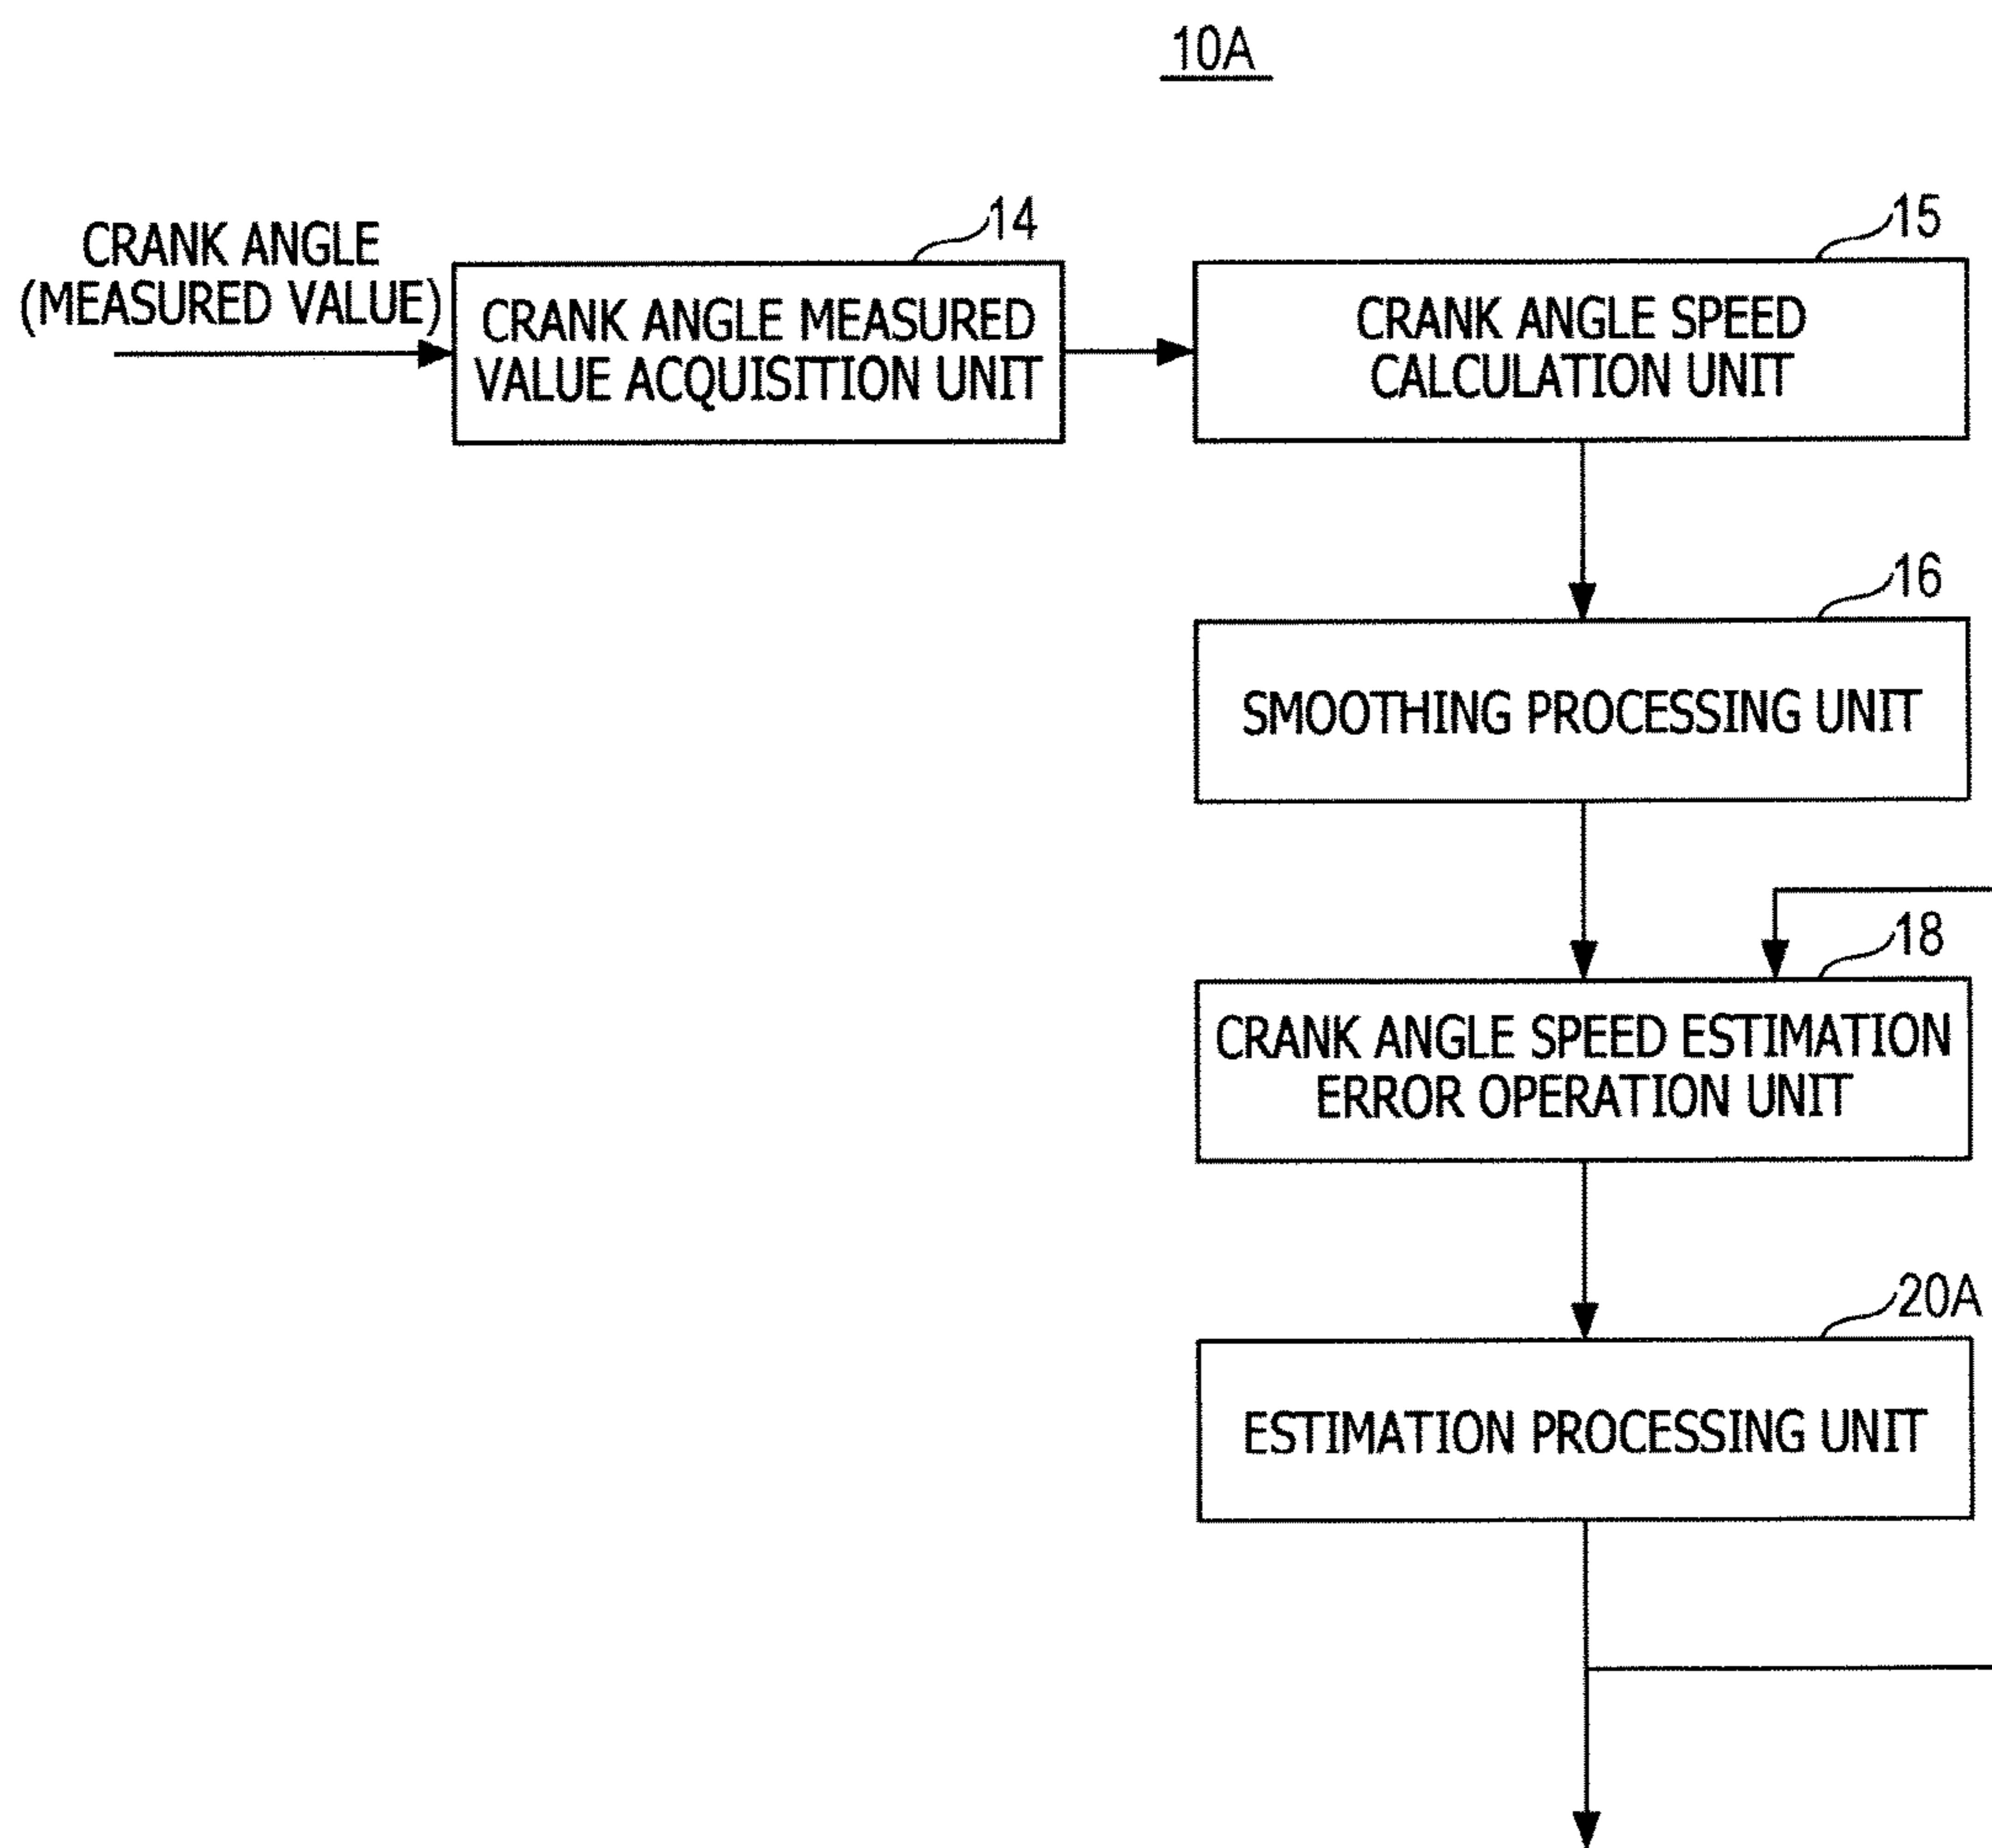 10A
14
15
CRANK ANGLE
(MEASURED VALUE)
CRANK ANGLE MEASURED
VALUE ACQUISITION UNIT
CRANK ANGLE SPEED
CALCULATION UNIT
16
SMOOTHING PROCESSING UNIT
18
CRANK ANGLE SPEED ESTIMATION
ERROR OPERATION UNIT
20A
ESTIMATION PROCESSING UNIT